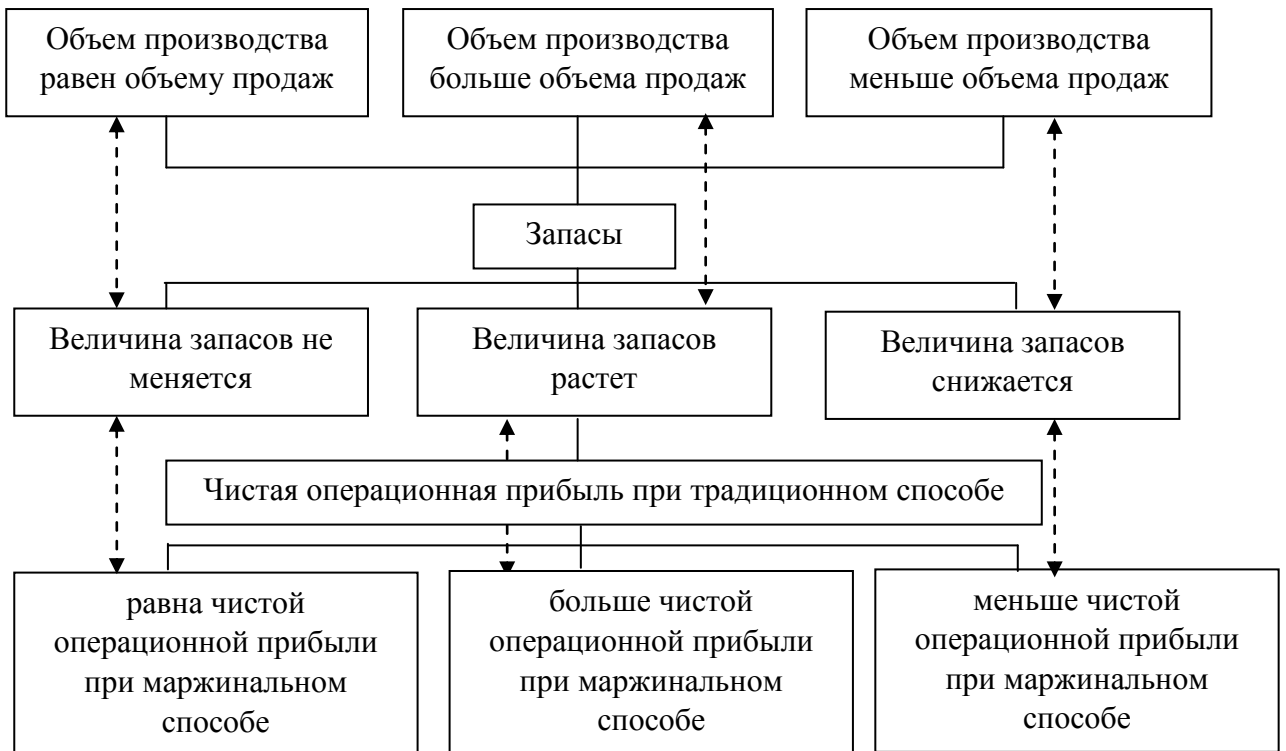 Объем производства
равен объему продаж
Объем производства
больше объема продаж
Объем производства
меньше объема продаж
Запасы
Величина запасов не
меняется
Величина запасов
растет
Величина запасов
снижается
Чистая операционная прибыль при традиционном способе
равна чистой
операционной прибыли
при маржинальном
способе
больше чистой
операционной прибыли
при маржинальном
способе
меньше чистой
операционной прибыли
при маржинальном
способе